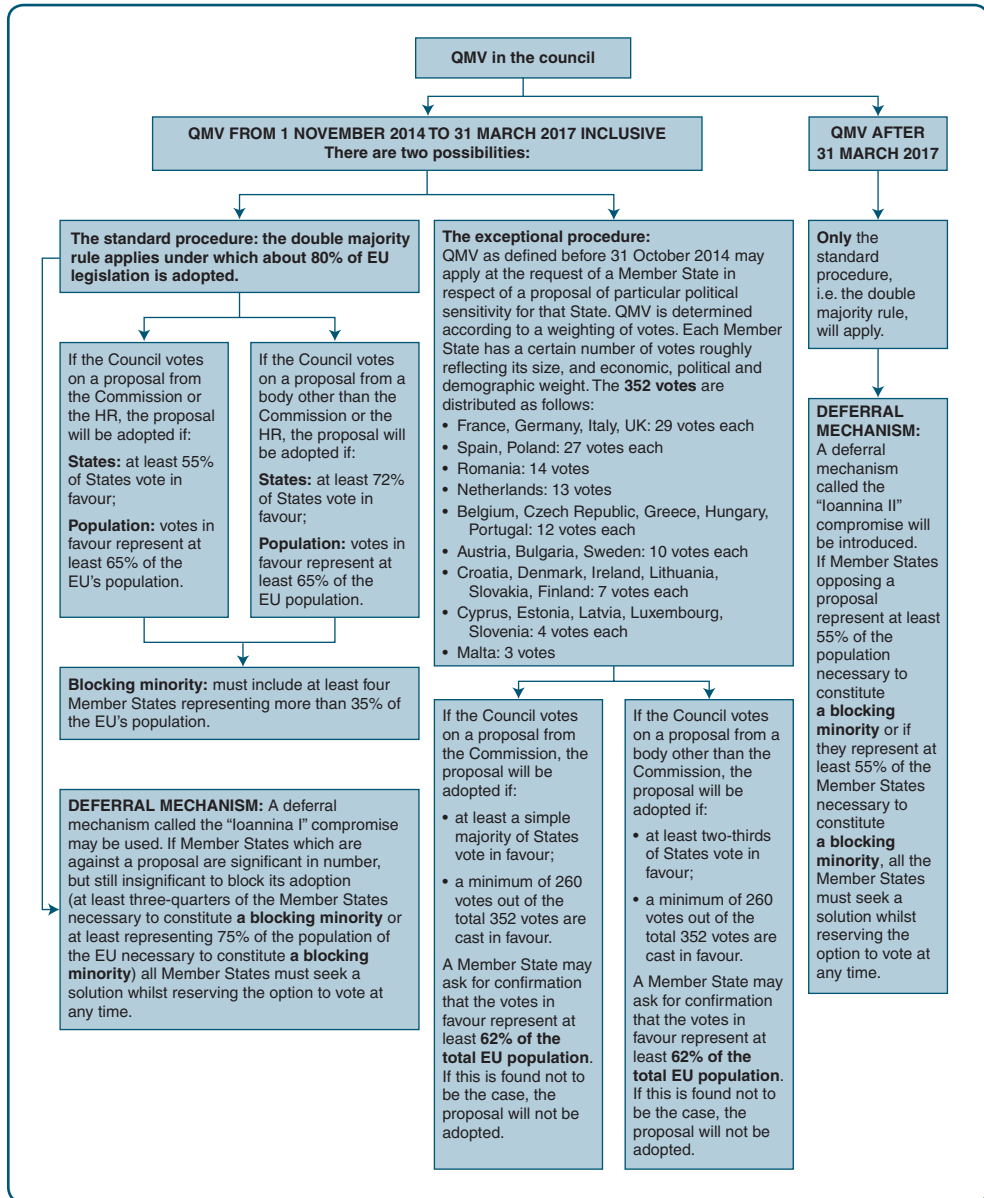 QMV in the council
QMV FROM 1 NOVEMBER 2014 TO 31 MARCH 2017 INCLUSIVE
There are two possibilities:
QMV AFTER
31 MARCH 2017
The standard procedure: the double majority
rule applies under which about 80% of EU
legislation is adopted.
If the Council votes
on a proposal from
the Commission or
the HR, the proposal
will be adopted if:
States: at least 55%
of States vote in
favour;
Population: votes in
favour represent at
least 65% of the
EU's population.
If the Council votes
on a proposal from a
body other than the
Commission or the
HR, the proposal will
be adopted if:
States: at least 72%
of States vote in
favour;
Population: votes in
favour represent at
least 65% of the
EU population.
Blocking minority: must include at least four
Member States representing more than 35% of
the EU's population.
DEFERRAL MECHANISM: A deferral
mechanism called the “Ioannina I” compromise
may be used. If Member States which are
against a proposal are significant in number,
but still insignificant to block its adoption
(at least three-quarters of the Member States
necessary to constitute a blocking minority or
at least representing 75% of the population of
the EU necessary to constitute a blocking
minority) all Member States must seek a
solution whilst reserving the option to vote at
any time.
The exceptional procedure:
QMV as defined before 31 October 2014 may
apply at the request of a Member State in
respect of a proposal of particular political
sensitivity for that State. QMV is determined
according to a weighting of votes. Each Member
State has a certain number of votes roughly
reflecting its size, and economic, political and
demographic weight. The 352 votes are
distributed as follows:
• France, Germany, Italy, UK: 29 votes each
• Spain, Poland: 27 votes each
• Romania: 14 votes
• Netherlands: 13 votes
• Belgium, Czech Republic, Greece, Hungary,
Portugal: 12 votes each
• Austria, Bulgaria, Sweden: 10 votes each
• Croatia, Denmark, Ireland, Lithuania,
Slovakia, Finland: 7 votes each
• Cyprus, Estonia, Latvia, Luxembourg,
Slovenia: 4 votes each
• Malta: 3 votes
If the Council votes
on a proposal from
the Commission, the
proposal will be
adopted if:
• at least a simple
majority of States
vote in favour;
• a minimum of 260
votes out of the
total 352 votes are
cast in favour.
A Member State may
ask for confirmation
that the votes in
favour represent at
least 62% of the
total EU population.
If this is found not to
be the case, the
proposal will not be
adopted.
If the Council votes
on a proposal from a
body other than the
Commission, the
proposal will be
adopted if:
• at least two-thirds
of States vote in
favour;
• a minimum of 260
votes out of the
total 352 votes are
cast in favour.
A Member State may
ask for confirmation
that the votes in
favour represent at
least 62% of the
total EU population.
If this is found not to
be the case, the
proposal will not be
adopted.
Only the
standard
procedure,
i.e. the double
majority rule,
will apply.
DEFERRAL
MECHANISM:
A deferral
mechanism
called the
“Ioannina II”
compromise will
be introduced.
If Member States
opposing a
proposal
represent at least
55% of the
population
necessary to
constitute
a blocking
minority or if
they represent at
least 55% of the
Member States
necessary to
constitute
a blocking
minority, all the
Member States
must seek a
solution whilst
reserving the
option to vote at
any time.